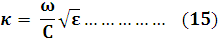 κ = ω/C √ε … … … … … (15)